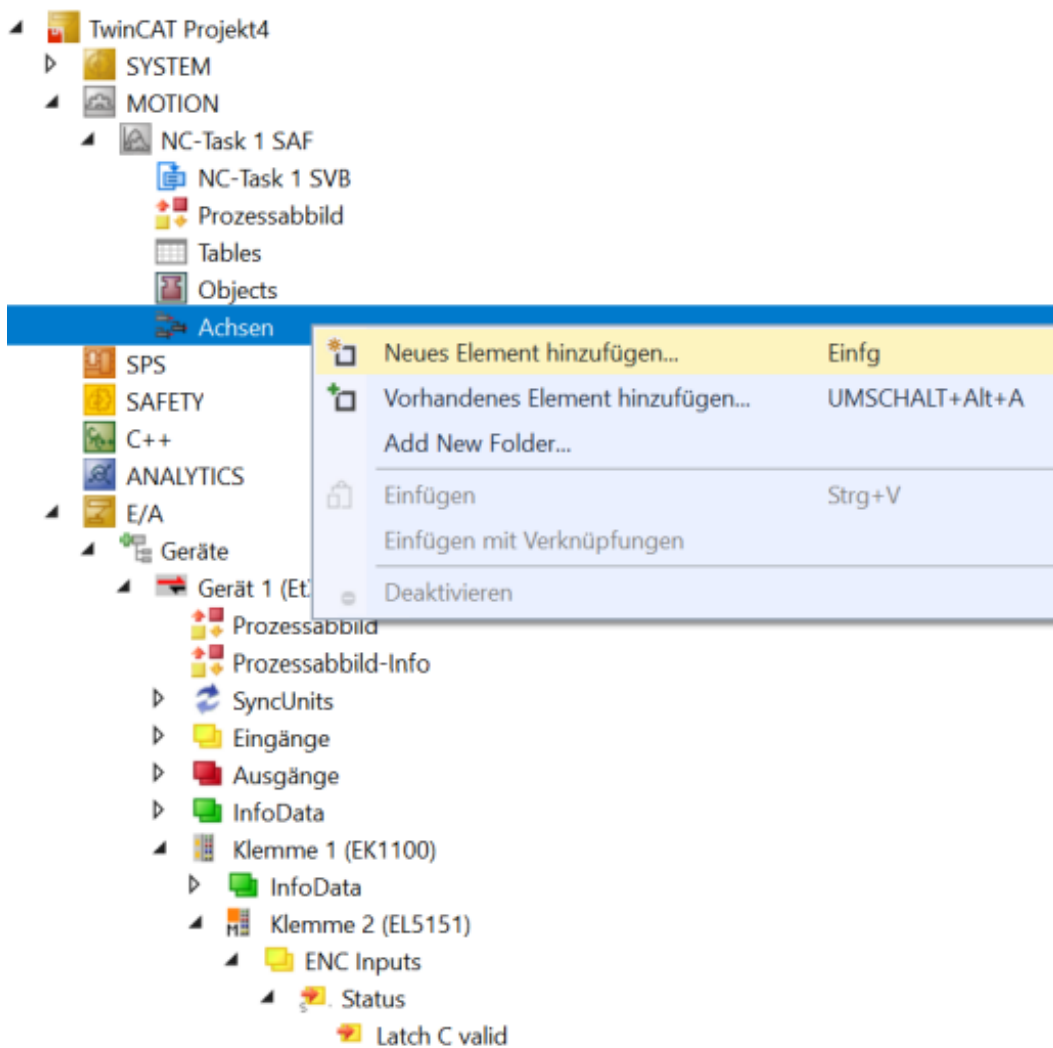 TwinCAT Projekt4
SYSTEM
MOTION
NC-Task 1 SAF
NC-Task 1 SVB
Prozessabbild
Tables
Objects
Achsen
Neues Element hinzufügen... Einfg
Vorhandenes Element hinzufügen... UMSCHALT+Alt+A
Add New Folder...
Einfügen Strg+V
Einfügen mit Verknüpfungen
Deaktivieren
SPS
SAFETY
C++
ANALYTICS
E/A
Geräte
Gerät 1 (Et
Prozessabbild
Prozessabbild-Info
SyncUnits
Eingänge
Ausgänge
InfoData
Klemme 1 (EK1100)
InfoData
Klemme 2 (EL5151)
ENC Inputs
Status
Latch C valid